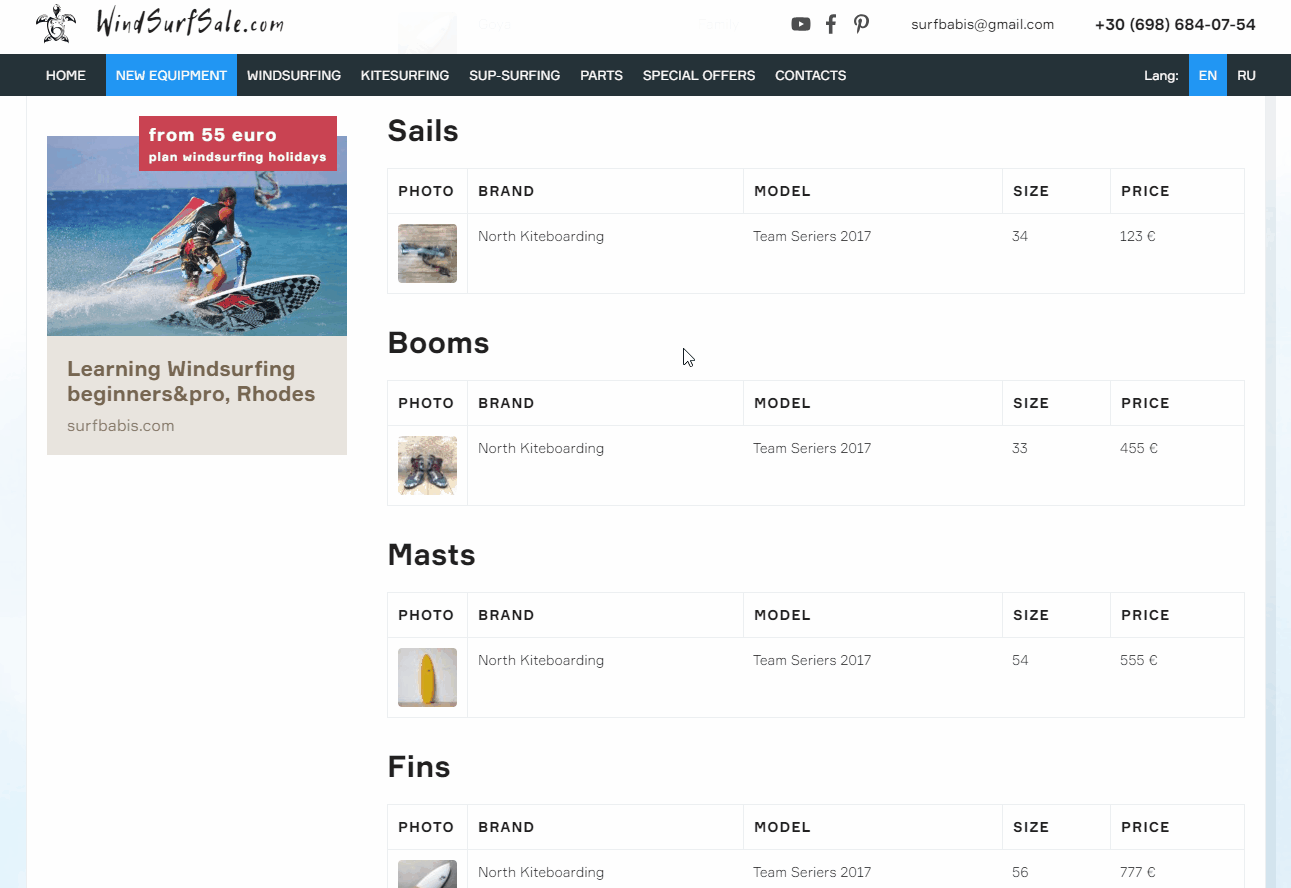 WindSurfSale.com
surfbabis@gmail.com
+30 (698) 684-07-54
HOME NEW EQUIPMENT WINDSURFING KITESURFING SUP-SURFING PARTS SPECIAL OFFERS CONTACTS Lang: EN RU
from 55 euro
plan windsurfing holidays
Learning Windsurfing
beginners&pro, Rhodes
surfbabis.com
Sails
PHOTO BRAND MODEL SIZE PRICE
North Kiteboarding Team Seriers 2017 34 123 €
Booms
PHOTO BRAND MODEL SIZE PRICE
North Kiteboarding Team Seriers 2017 33 455 €
Masts
PHOTO BRAND MODEL SIZE PRICE
North Kiteboarding Team Seriers 2017 54 555 €
Fins
PHOTO BRAND MODEL SIZE PRICE
North Kiteboarding Team Seriers 2017 56 777 €